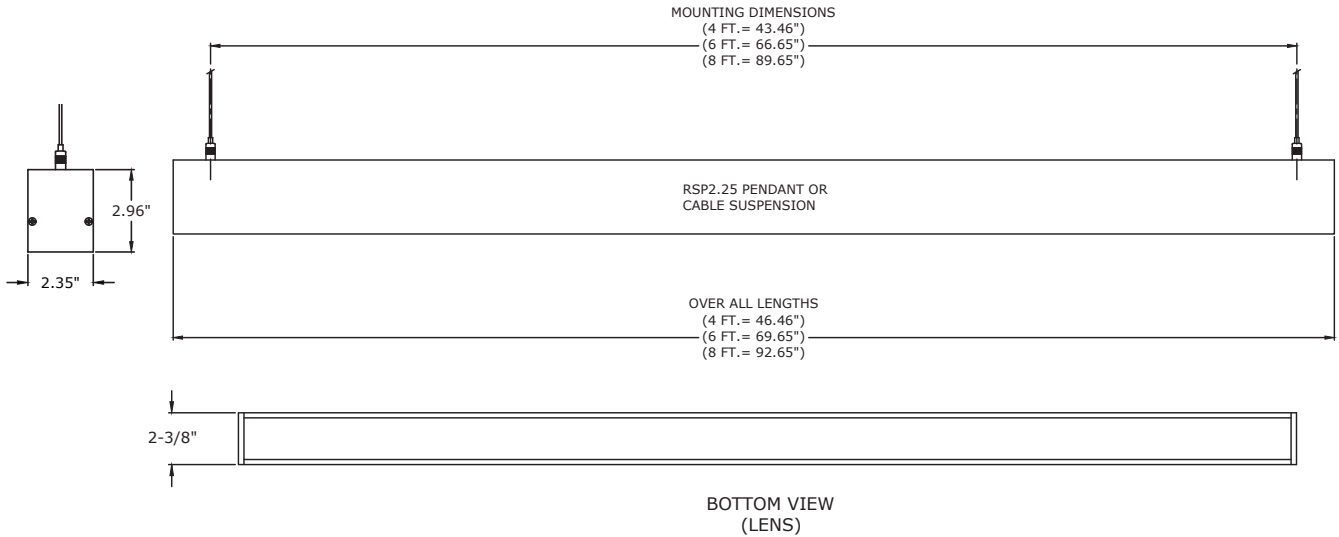 MOUNTING DIMENSIONS
(4 FT.= 43.46")
(6 FT.= 66.65")
(8 FT.= 89.65")
2.96"
2.35"
RSP2.25 PENDANT OR
CABLE SUSPENSION
OVER ALL LENGTHS
(4 FT.= 46.46")
(6 FT.= 69.65")
(8 FT.= 92.65")
2-3/8"
BOTTOM VIEW
(LENS)